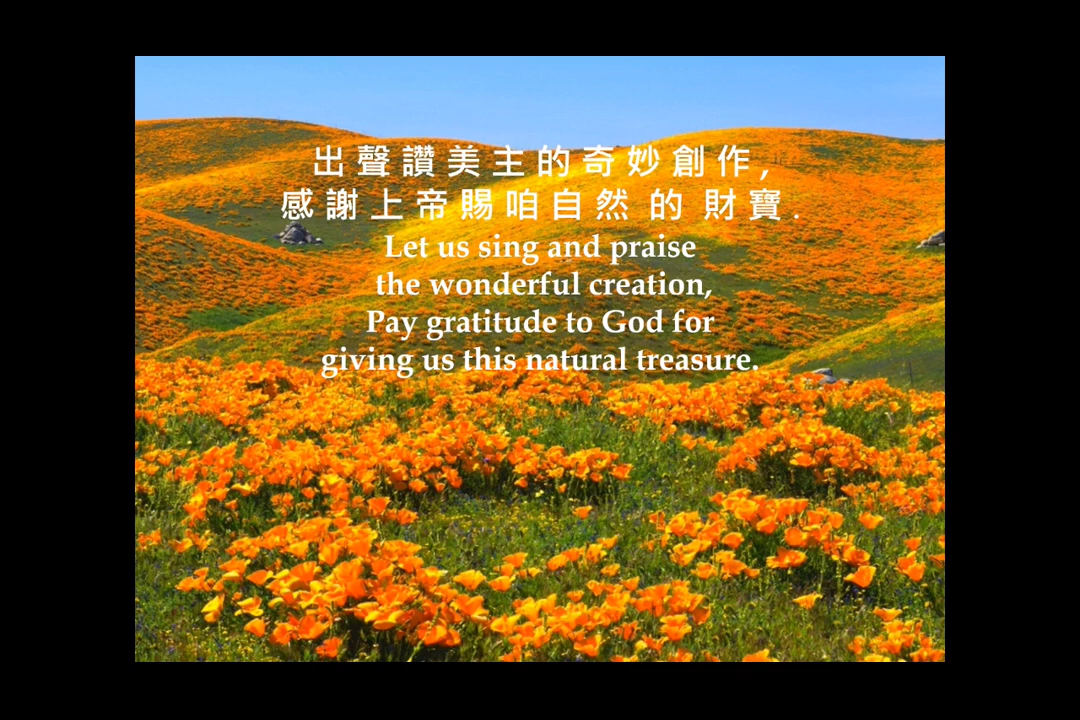 出聲讚美主的奇妙創作,
感謝上帝賜咱自然 的 財寶.
Let us sing and praise
the wonderful creation,
Pay gratitude to God for
giving us this natural treasure.